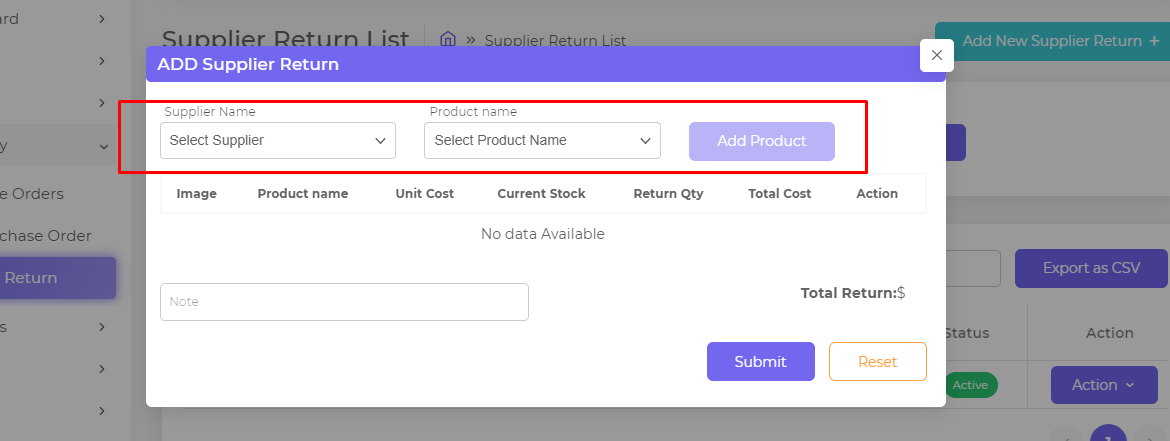 ard
Supplier Return List » Supplier Return List
Add New Supplier Return +
ADD Supplier Return
Supplier Name Product name
Select Supplier Select Product Name Add Product
y
Image Product name Unit Cost Current Stock Return Qty Total Cost Action
e Orders
No data Available
chase Order
Return
Export as CSV
Note
Total Return:$
s
Status Action
Submit Reset
Active
Action
1